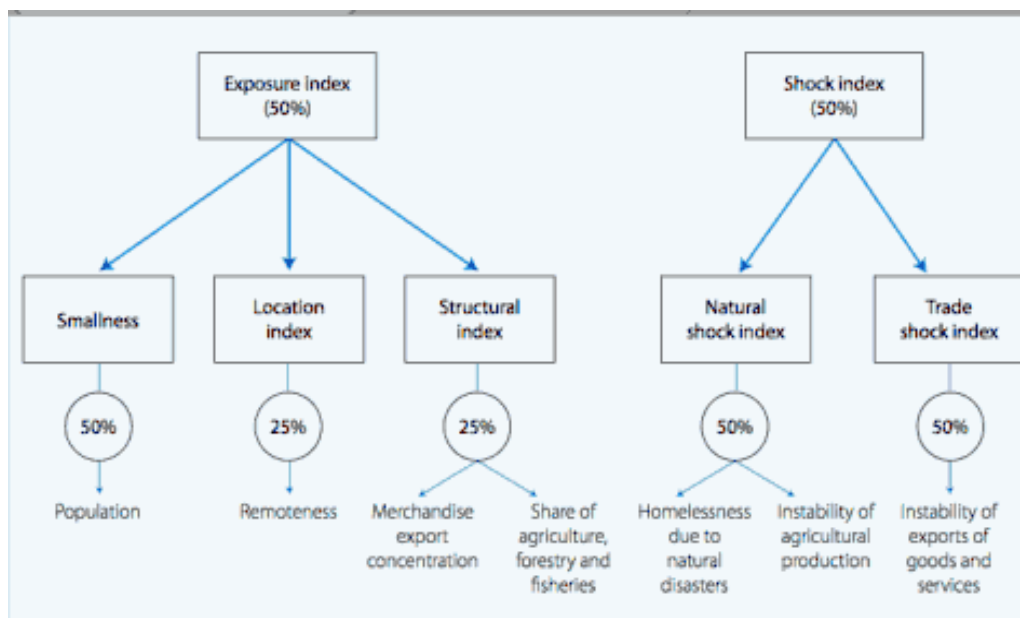 Exposure index
(50%)
Shock index
(50%)
Smallness
Location
index
Structural
index
Natural
shock index
Trade
shock index
50%
25%
25%
50%
50%
Population
Remoteness
Merchandise
export
concentration
Share of
agriculture,
forestry and
fisheries
Homelessness
due to
natural
disasters
Instability of
agricultural
production
Instability of
exports of
goods and
services